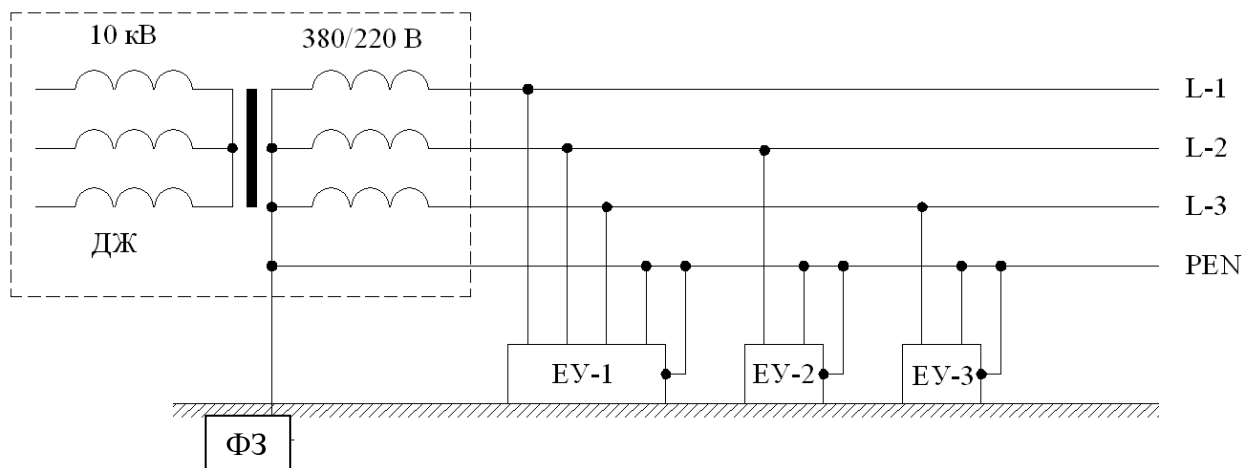 10 кВ
380/220 В
L-1
L-2
L-3
ДЖ
PEN
ЕУ-1
ЕУ-2
ЕУ-3
ФЗ